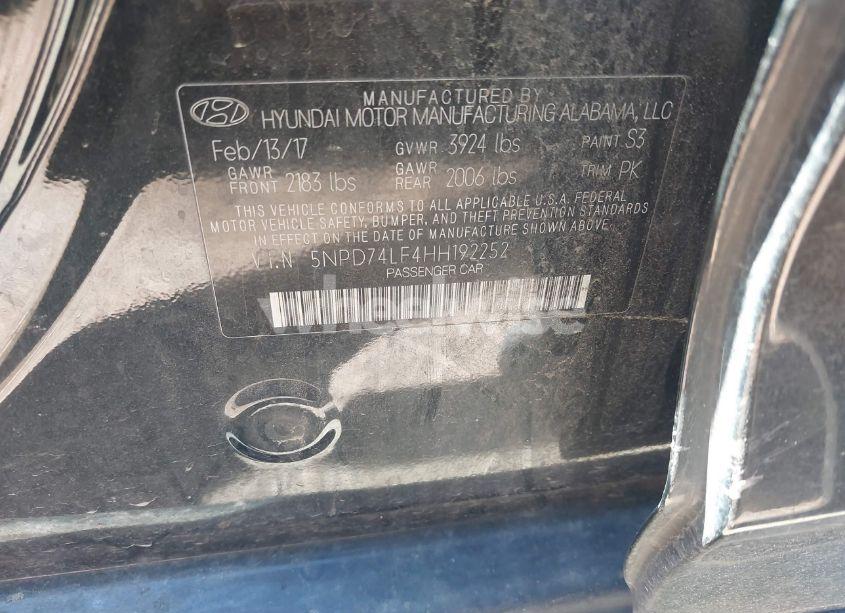 MANUFACTURED BY
HYUNDAI MOTOR MANUFACTURING ALABAMA, LLC
Feb/13/17 GVWR 3924 lbs PAINT S3
GAWR FRONT 2183 lbs GAWR REAR 2006 lbs TRIM PK
THIS VEHICLE CONFORMS TO ALL APPLICABLE U.S.A. FEDERAL
MOTOR VEHICLE SAFETY, BUMPER, AND THEFT PREVENTION STANDARDS
IN EFFECT ON THE DATE OF MANUFACTURE SHOWN ABOVE.
V.I.N 5NPD74LF4HH192252
PASSENGER CAR